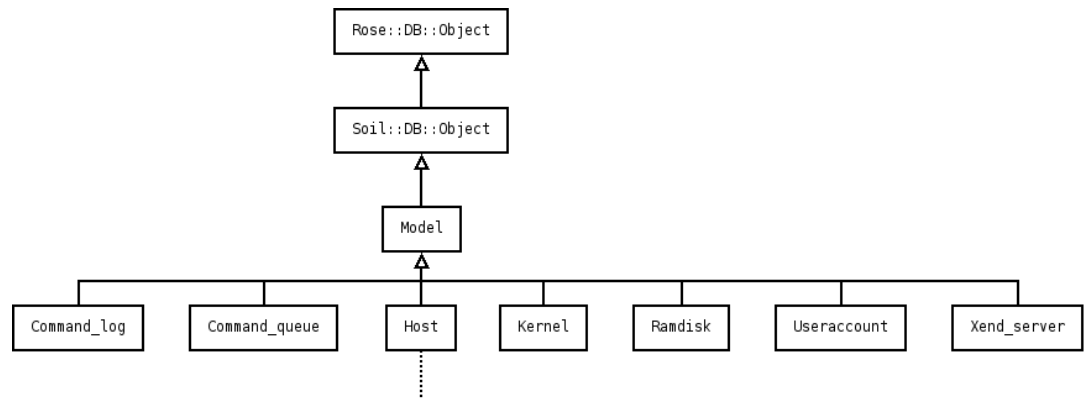 Rose::DB::Object
Soil::DB::Object
Model
Command_log
Command_queue
Host
Kernel
Ramdisk
Useraccount
Xend_server